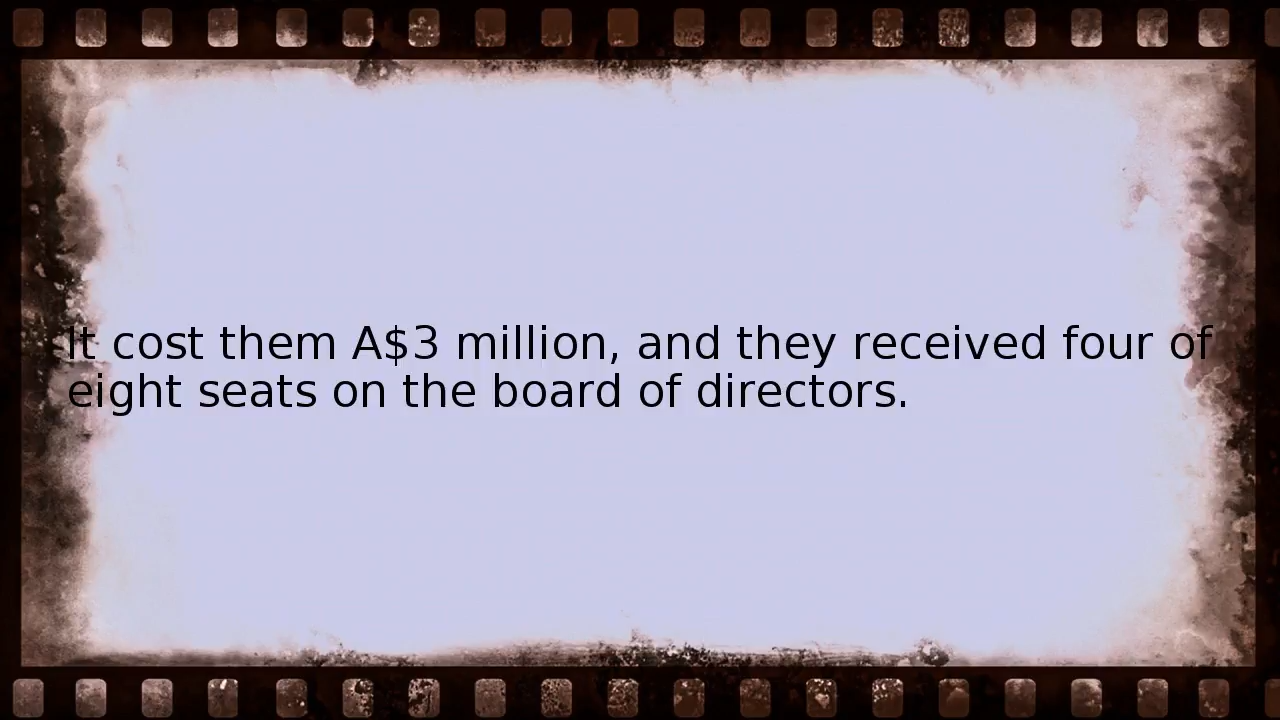 It cost them A$3 million, and they received four of
eight seats on the board of directors.